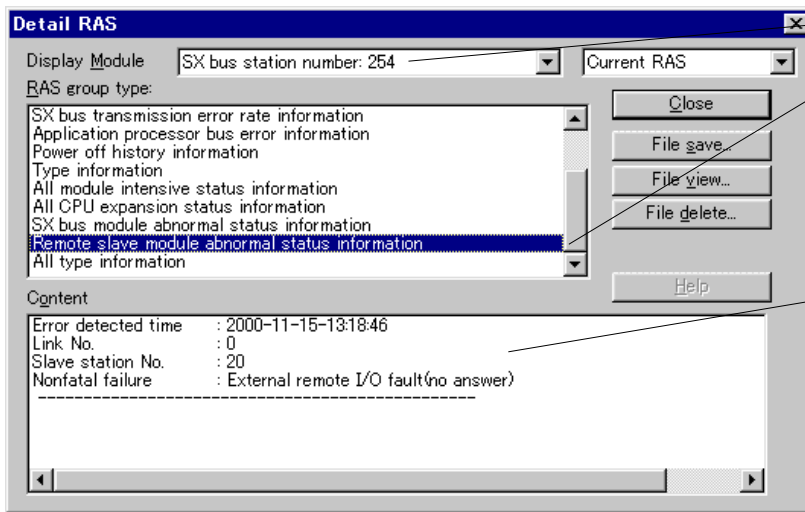 Detail RAS
Display Module
SX bus station number: 254
Current RAS
RAS group type:
SX bus transmission error rate information
Application processor bus error information
Power off history information
Type information
All module intensive status information
All CPU expansion status information
SX bus module abnormal status information
Remote slave module abnormal status information
All type information
Close
File save...
File view...
File delete...
Help
Content
Error detected time : 2000-11-15-13:18:46
Link No. : 0
Slave station No. : 20
Nonfatal failure : External remote I/O fault(no answer)
------------------------------------------------